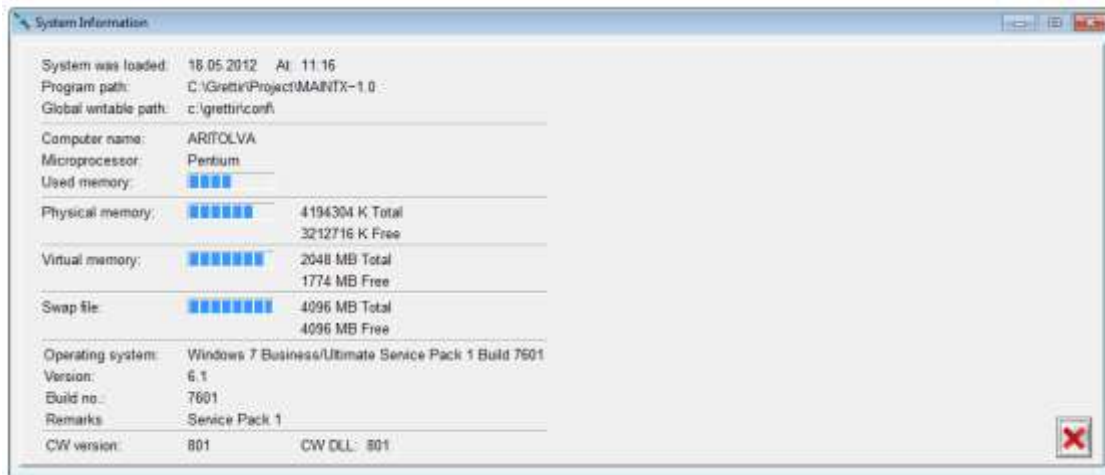 System Information
System was loaded: 18.05.2012 At: 11:16
Program path: C:\Grettir\Project\MAINTX~1.0
Global writable path: c:\grettir\conf\
Computer name: ARITOLVA
Microprocessor: Pentium
Used memory:
Physical memory: 4194304 K Total
3212716 K Free
Virtual memory: 2048 MB Total
1774 MB Free
Swap file: 4096 MB Total
4096 MB Free
Operating system: Windows 7 Business/Ultimate Service Pack 1 Build 7601
Version: 6.1
Build no.: 7601
Remarks Service Pack 1
CW version: 801 CW DLL: 801